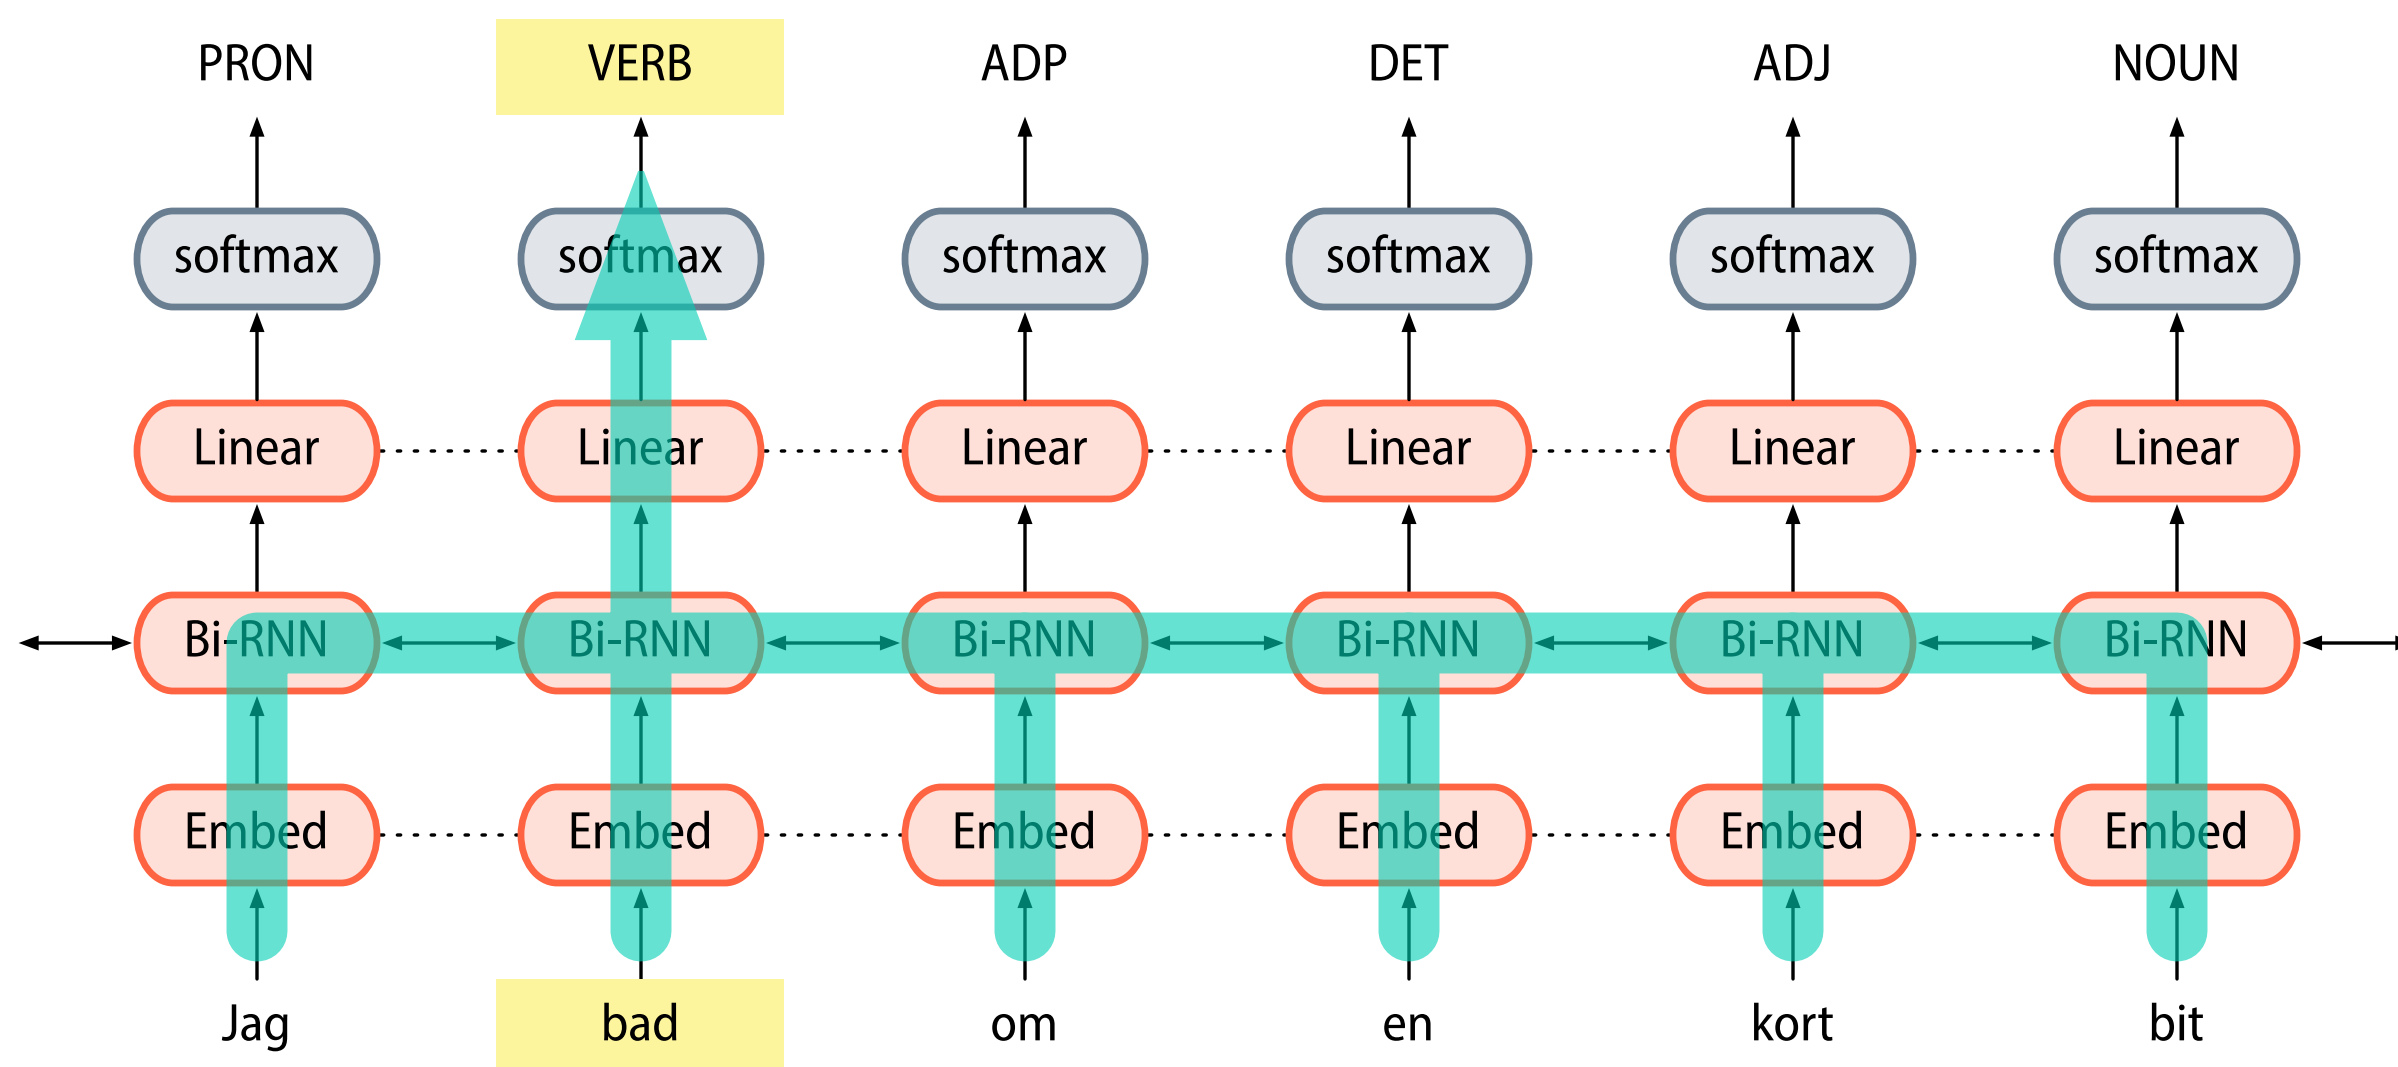 PRON VERB ADP DET ADJ NOUN
softmax softmax softmax softmax softmax softmax
Linear Linear Linear Linear Linear Linear
Bi-RNN Bi-RNN Bi-RNN Bi-RNN Bi-RNN Bi-RNN
Embed Embed Embed Embed Embed Embed
Jag bad om en kort bit